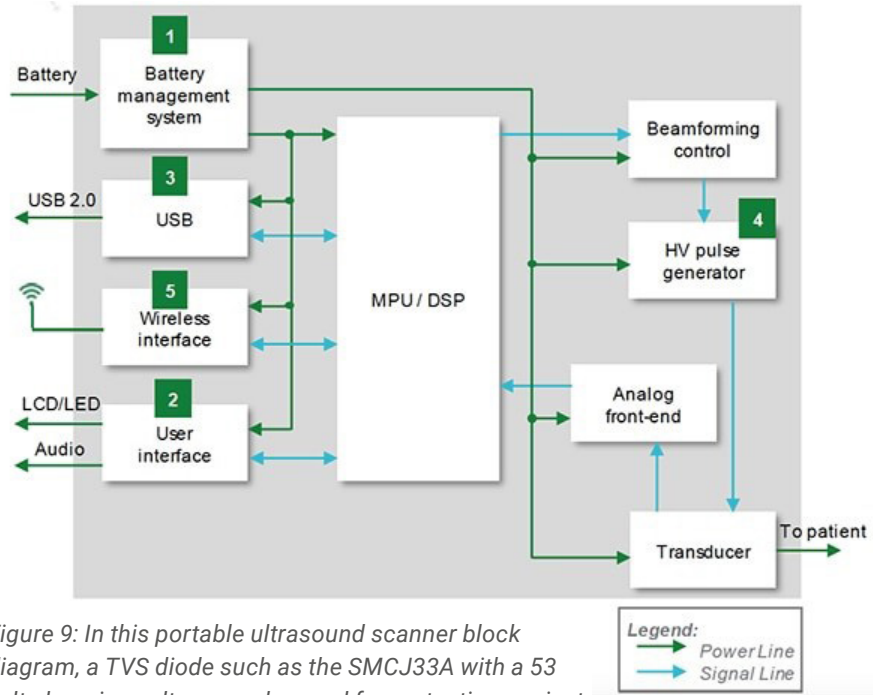 1
Battery
Battery
management
system
3
USB 2.0
USB
5
Wireless
interface
2
LCD/LED
User
interface
Audio
MPU / DSP
Beamforming
control
4
HV pulse
generator
Analog
front-end
Transducer
To patient
Legend:
Power Line
Signal Line
igure 9: In this portable ultrasound scanner block
iagram, a TVS diode such as the SMCJ33A with a 53